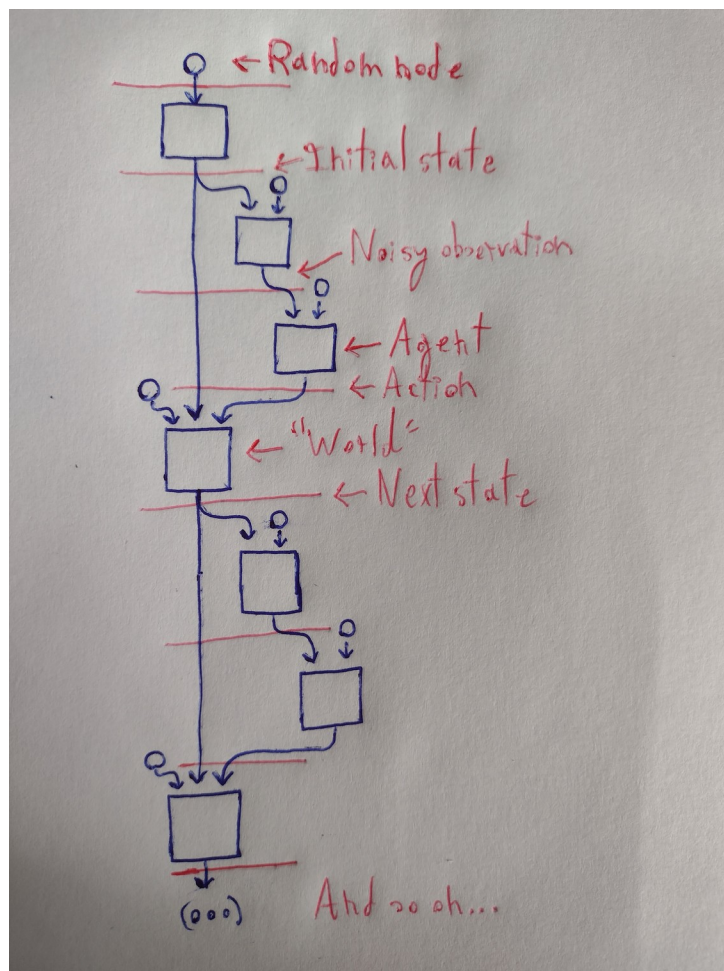 Random node
Initial state
Noisy observation
Agent
Action
"World"
Next state
(ooo)
And so on...